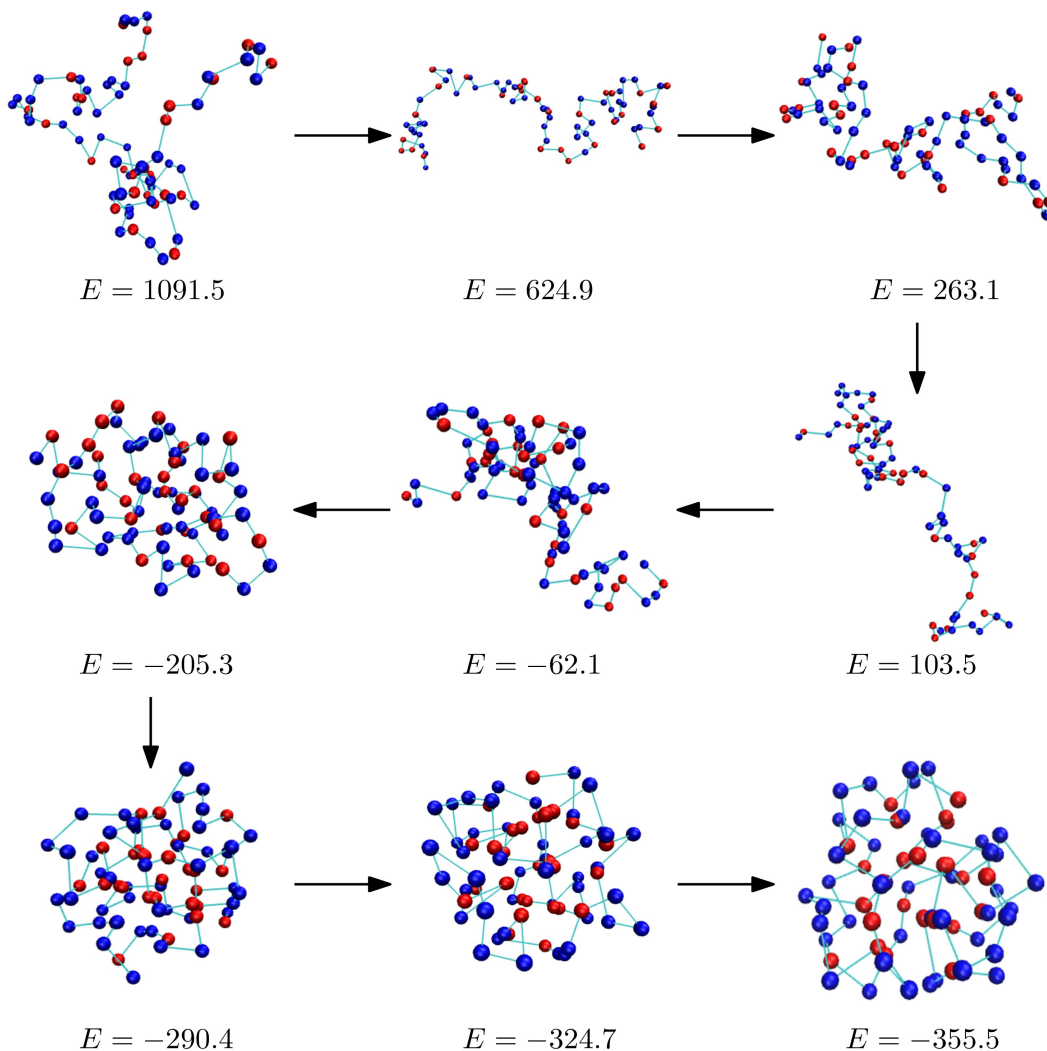 E = 1091.5
E = 624.9
E = 263.1
E = −205.3
E = −62.1
E = 103.5
E = −290.4
E = −324.7
E = −355.5